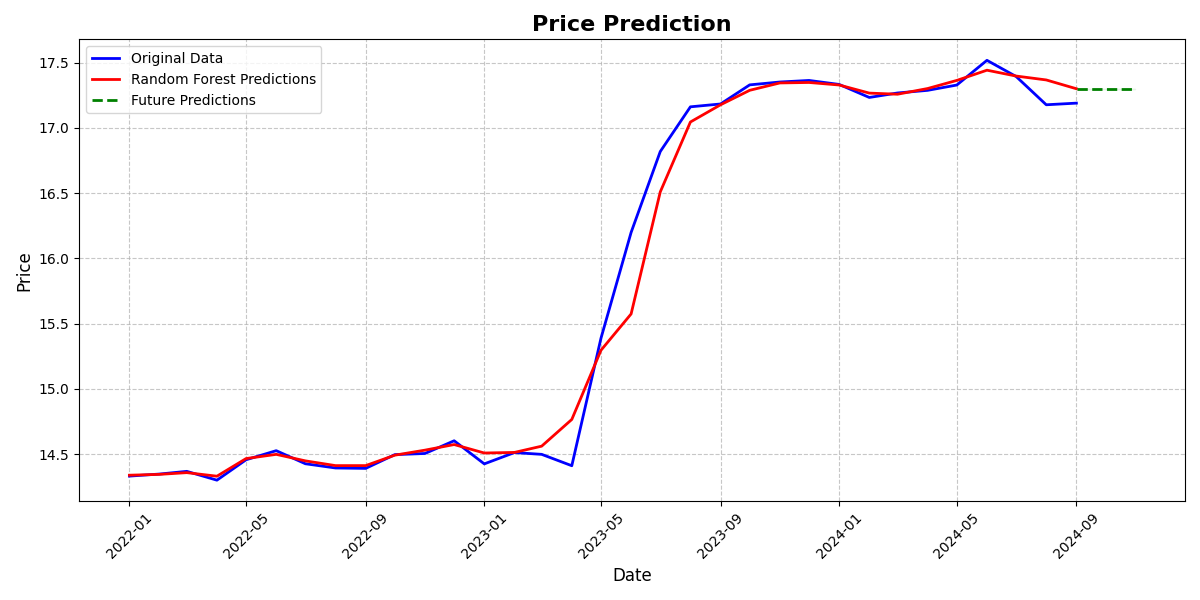 Price Prediction
Original Data
Random Forest Predictions
Future Predictions
Price
17.5
17.0
16.5
16.0
15.5
15.0
14.5
2022-01
2022-05
2022-09
2023-01
2023-05
2023-09
2024-01
2024-05
2024-09
Date